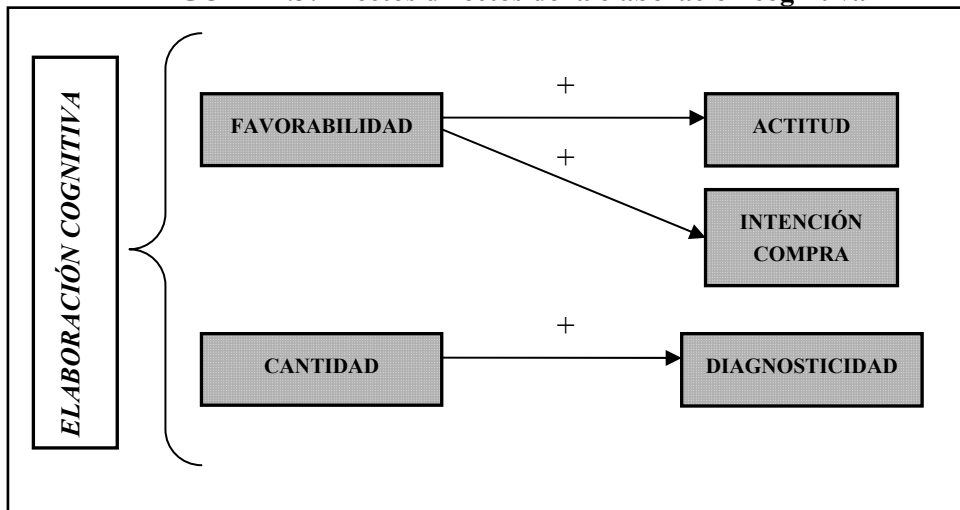 ELABORACIÓN COGNITIVA
FAVORABILIDAD
+
ACTITUD
+
INTENCIÓN
COMPRA
CANTIDAD
+
DIAGNOSTICIDAD